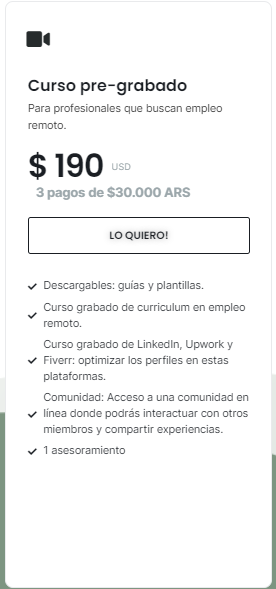 Curso pre-grabado
Para profesionales que buscan empleo
remoto.
$ 190 USD
3 pagos de $30.000 ARS
LO QUIERO!
Descargables: guías y plantillas.
Curso grabado de curriculum en empleo
remoto.
Curso grabado de LinkedIn, Upwork y
Fiverr: optimizar los perfiles en estas
plataformas.
Comunidad: Acceso a una comunidad en
línea donde podrás interactuar con otros
miembros y compartir experiencias.
1 asesoramiento